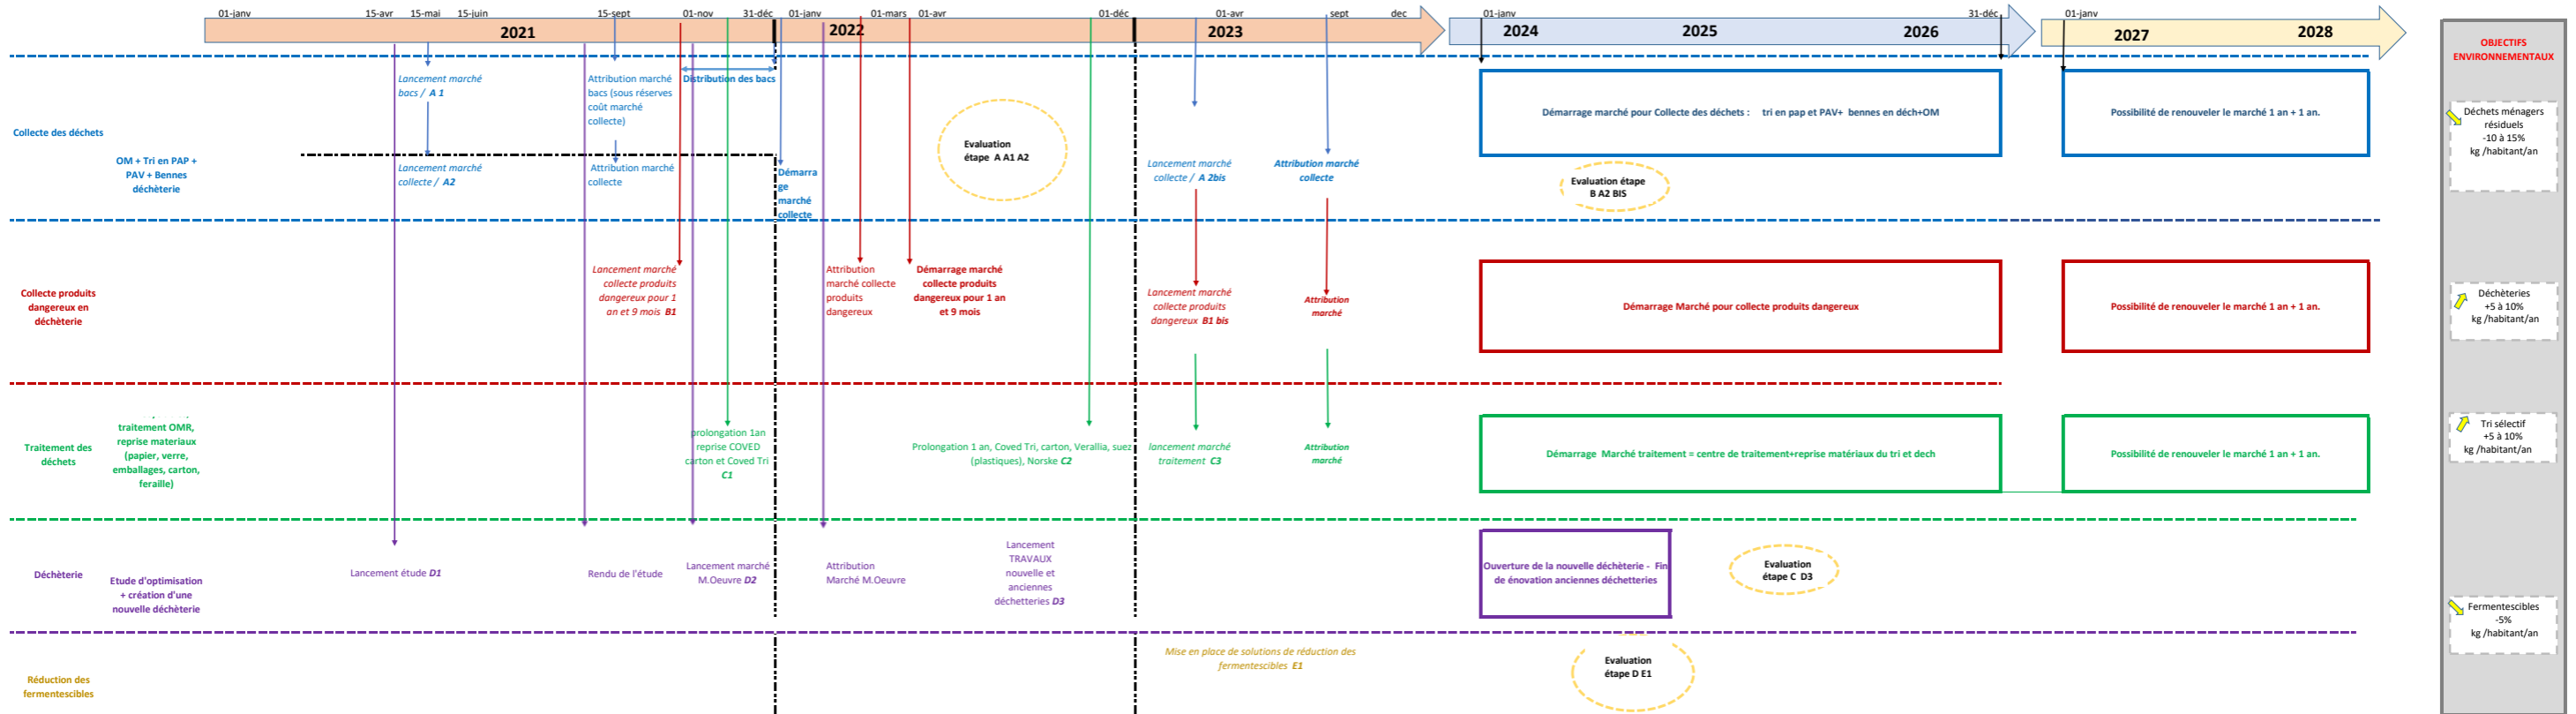 01-janv 15-avr 15-mai 15-juin 15-sept 01-nov 31-déc 01-janv 01-mars 01-avr 01-déc 01-avr sept dec 01-janv 31-déc 01-janv
2021 2022 2023 2024 2025 2026 2027 2028
OBJECTIFS
ENVIRONNEMENTAUX
Collecte des déchets
OM + Tri en PAP +
PAV + Bennes
déchèterie
Lancement marché
bacs / A 1
Lancement marché
collecte / A2
Attribution marché
bacs (sous réserves
coût marché
collecte)
Attribution marché
collecte
Distribution des bacs
Démarra
ge
marché
collecte
Evaluation
étape A A1 A2
Lancement marché
collecte / A 2bis
Attribution marché
collecte
Démarrage marché pour Collecte des déchets : tri en pap et PAV+ bennes en déch+OM
Evaluation étape
B A2 BIS
Possibilité de renouveler le marché 1 an + 1 an.
Déchets ménagers
résiduels
-10 à 15%
kg /habitant/an
Collecte produits
dangereux en
déchèterie
Lancement marché
collecte produits
dangereux pour 1
an et 9 mois B1
Attribution
marché collecte
produits
dangereux
Démarrage marché
collecte produits
dangereux pour 1 an
et 9 mois
Lancement marché
collecte produits
dangereux B1 bis
Attribution
marché
Démarrage Marché pour collecte produits dangereux
Possibilité de renouveler le marché 1 an + 1 an.
Déchèteries
+5 à 10%
kg /habitant/an
Traitement des
déchets
traitement OMR,
reprise materiaux
(papier, verre,
emballages, carton,
feraille)
prolongation 1an
reprise COVED
carton et Coved Tri
C1
Prolongation 1 an, Coved Tri, carton, Verallia, suez
(plastiques), Norske C2
lancement marché
traitement C3
Attribution
marché
Démarrage Marché traitement = centre de traitement+reprise matériaux du tri et dech
Possibilité de renouveler le marché 1 an + 1 an.
Tri sélectif
+5 à 10%
kg /habitant/an
Déchèterie
Etude d'optimisation
+ création d'une
nouvelle déchèterie
Lancement étude D1
Rendu de l'étude
Lancement marché
M.Oeuvre D2
Attribution
Marché M.Oeuvre
Lancement
TRAVAUX
nouvelle et
anciennes
déchetteries D3
Ouverture de la nouvelle déchèterie - Fin
de énovation anciennes déchetteries
Evaluation
étape C D3
Fermentescibles
-5%
kg /habitant/an
Réduction des
fermentescibles
Mise en place de solutions de réduction des
fermentescibles E1
Evaluation
étape D E1